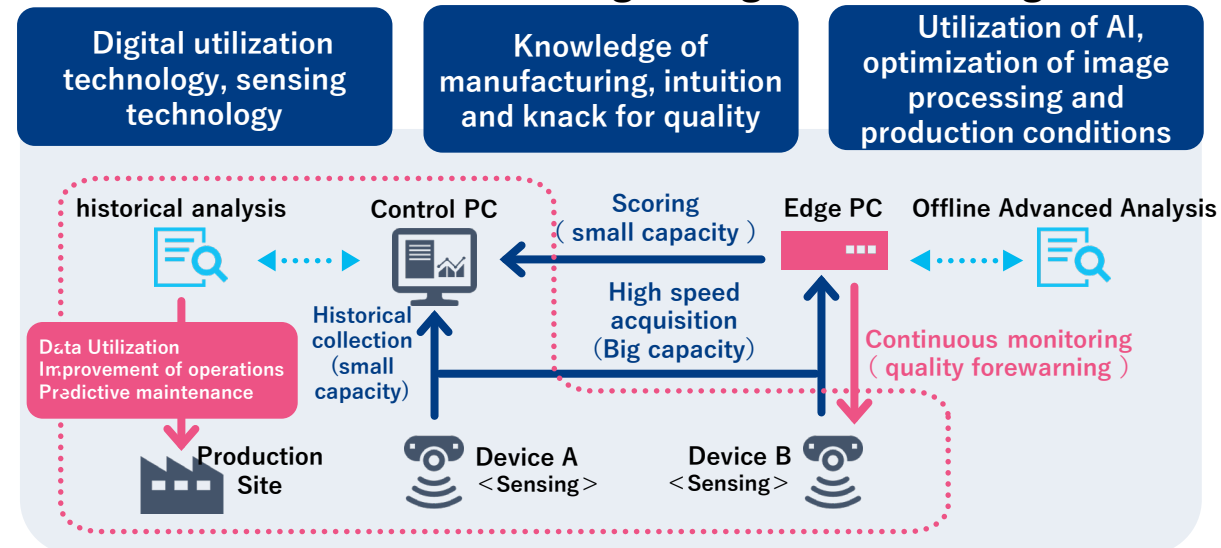 Digital utilization
technology, sensing
technology
Knowledge of
manufacturing, intuition
and knack for quality
Utilization of AI,
optimization of image
processing and
production conditions
historical analysis
Control PC
Scoring
( small capacity )
Edge PC
Offline Advanced Analysis
High speed
acquisition
(Big capacity)
Historical
collection
(small
capacity)
Data Utilization
Improvement of operations
Predictive maintenance
Continuous monitoring
( quality forewarning )
Production
Site
Device A
<Sensing>
Device B
<Sensing>